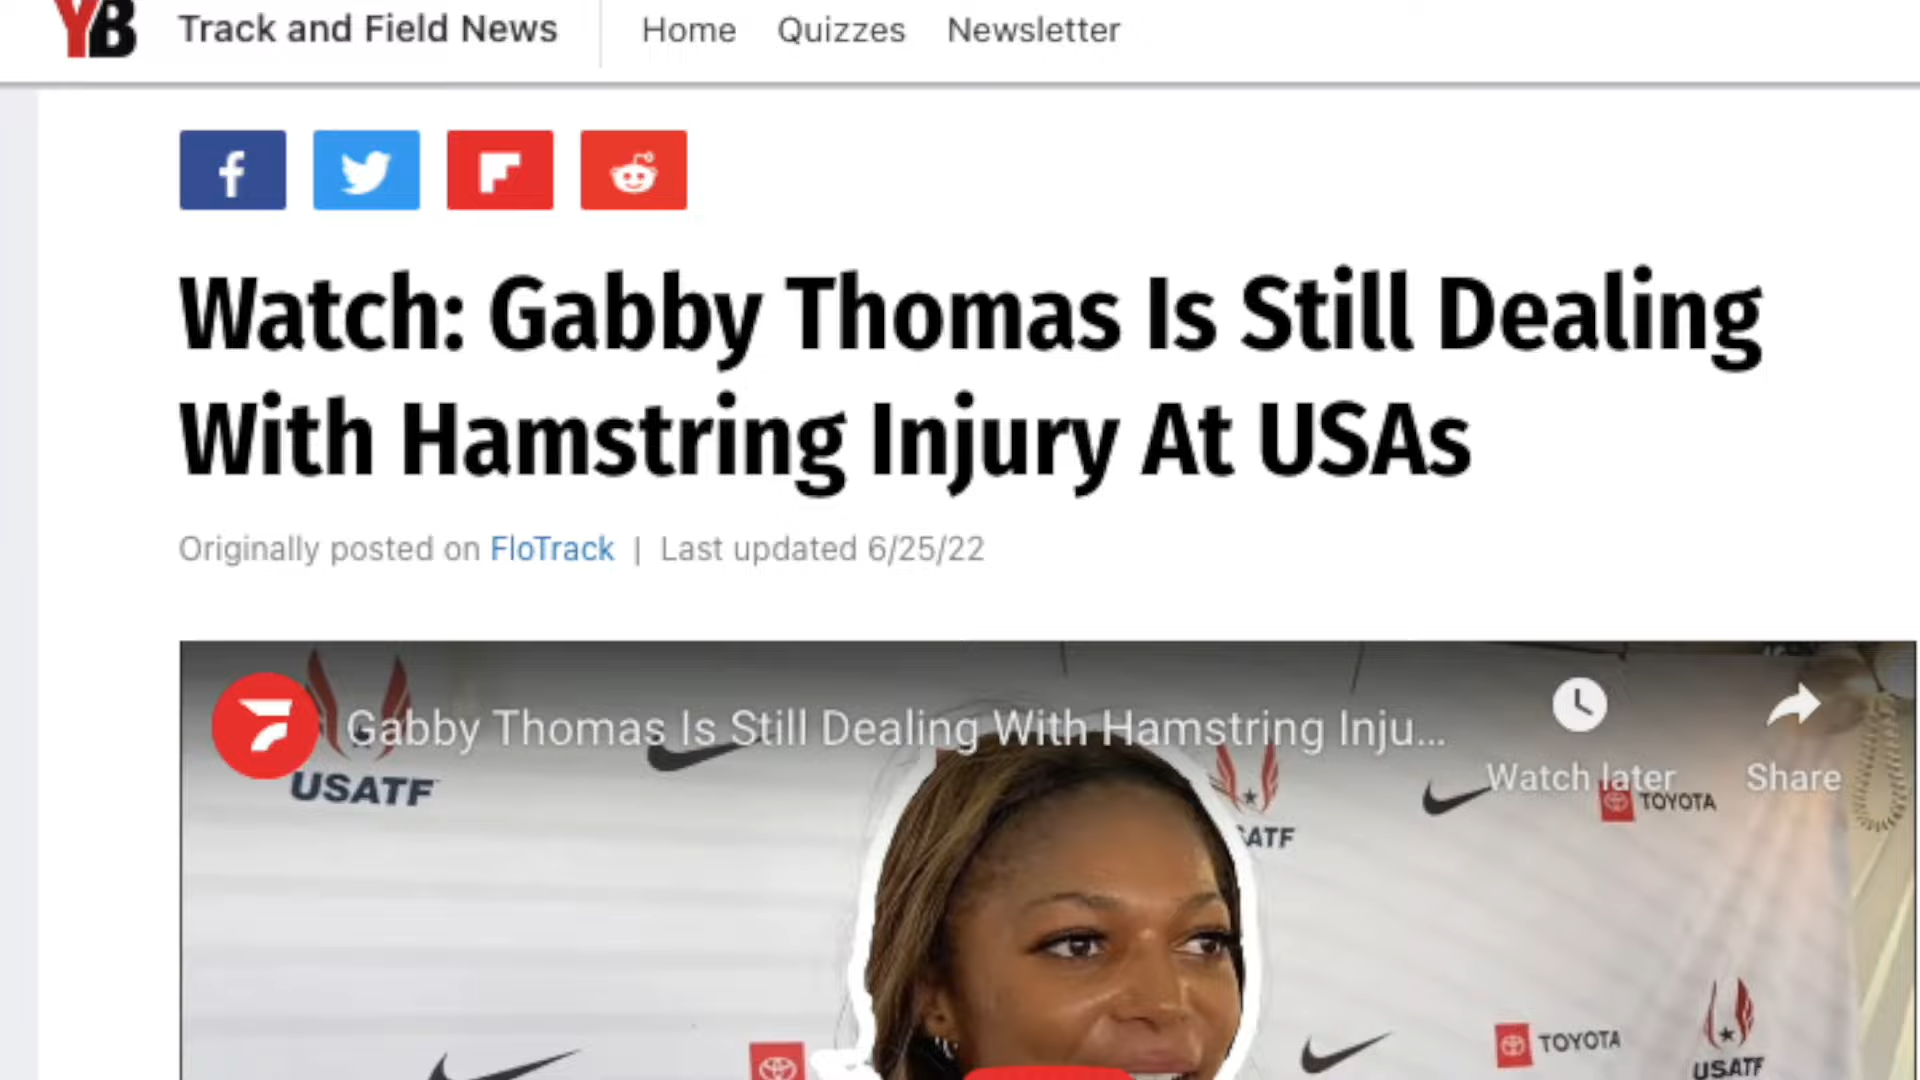 YB Track and Field News Home Quizzes Newsletter
Watch: Gabby Thomas Is Still Dealing
With Hamstring Injury At USAs
Originally posted on FloTrack | Last updated 6/25/22
Gabby Thomas Is Still Dealing With Hamstring Inju...
Watch later Share
USATF
TOYOTA
ATF
TOYOTA
USATF